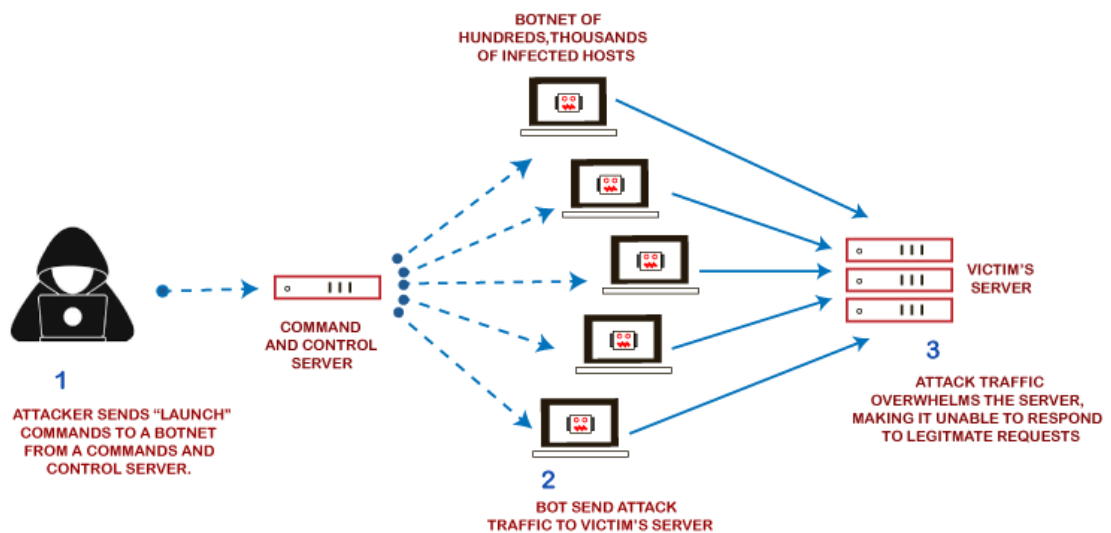 BOTNET OF
HUNDREDS,THOUSANDS
OF INFECTED HOSTS
COMMAND
AND CONTROL
SERVER
VICTIM'S
SERVER
1
ATTACKER SENDS “LAUNCH"
COMMANDS TO A BOTNET
FROM A COMMANDS AND
CONTROL SERVER.
2
BOT SEND ATTACK
TRAFFIC TO VICTIM'S SERVER
3
ATTACK TRAFFIC
OVERWHELMS THE SERVER,
MAKING IT UNABLE TO RESPOND
TO LEGITMATE REQUESTS